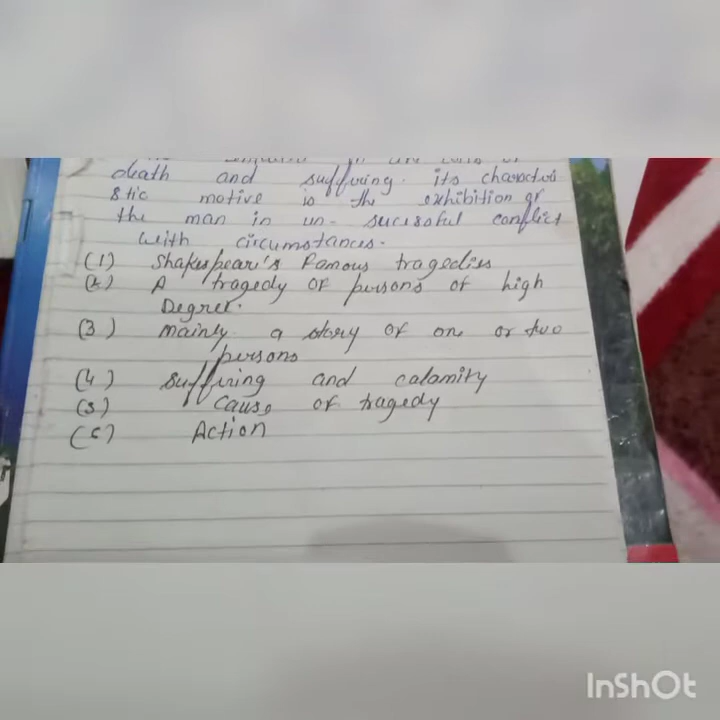 death and suffering. its characteri
stic motive is the exhibition of
the man in un- sucessful conflict
with circumstances.
(1) Shakespear's Famous tragedies
(2) A tragedy of persons of high
Degree.
(3) mainly a story of one or two
persons
(4) suffring and calamity
(5) cause of tragedy
(6) Action
InShOt